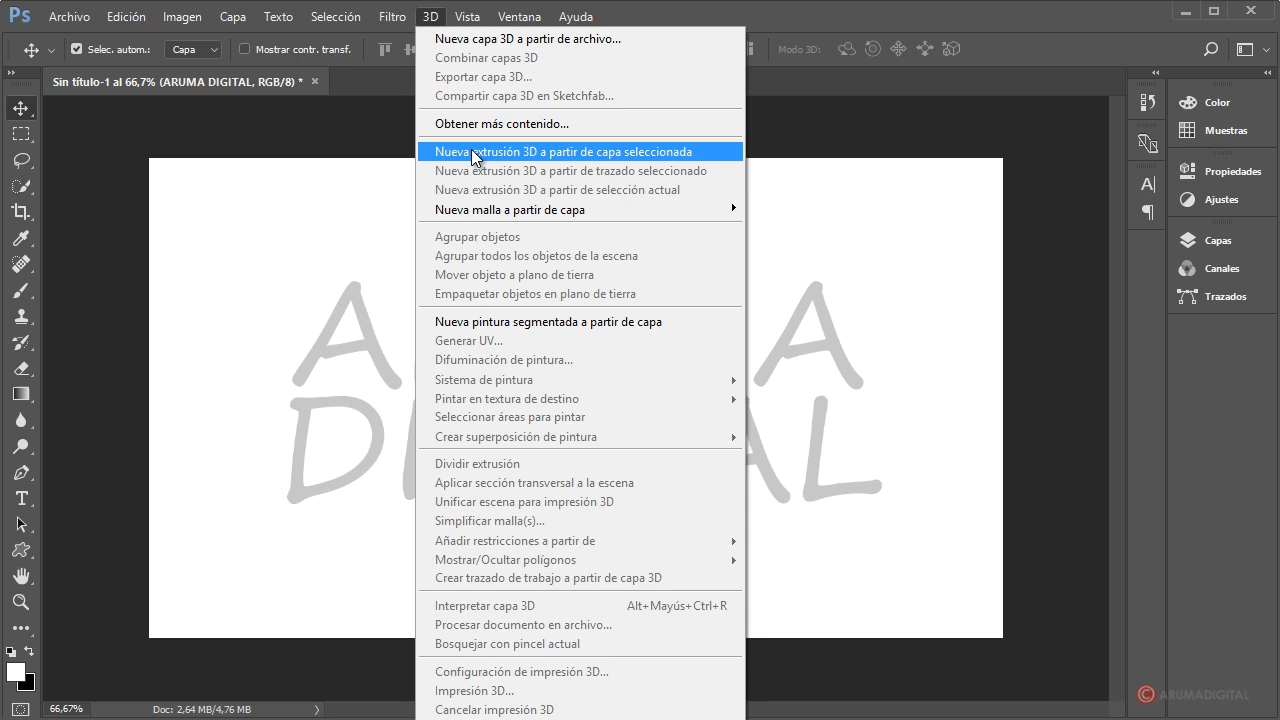 Ps Archivo Edición Imagen Capa Texto Selección Filtro 3D Vista Ventana Ayuda
Selec. autom.: Capa Mostrar contr. transf. Modo 3D:
Sin título-1 al 66,7% (ARUMA DIGITAL, RGB/8) *
Nueva capa 3D a partir de archivo...
Combinar capas 3D
Exportar capa 3D...
Compartir capa 3D en Sketchfab...
Obtener más contenido...
Nueva extrusión 3D a partir de capa seleccionada
Nueva extrusión 3D a partir de trazado seleccionado
Nueva extrusión 3D a partir de selección actual
Nueva malla a partir de capa
Agrupar objetos
Agrupar todos los objetos de la escena
Mover objeto a plano de tierra
Empaquetar objetos en plano de tierra
Nueva pintura segmentada a partir de capa
Generar UV...
Difuminación de pintura...
Sistema de pintura
Pintar en textura de destino
Seleccionar áreas para pintar
Crear superposición de pintura
Dividir extrusión
Aplicar sección transversal a la escena
Unificar escena para impresión 3D
Simplificar malla(s)...
Añadir restricciones a partir de
Mostrar/Ocultar polígonos
Crear trazado de trabajo a partir de capa 3D
Interpretar capa 3D Alt+Mayús+Ctrl+R
Procesar documento en archivo...
Bosquejar con pincel actual
Configuración de impresión 3D...
Impresión 3D...
Cancelar impresión 3D
Color
Muestras
Propiedades
Ajustes
Capas
Canales
Trazados
A A
D AL
66,67% Doc: 2,64 MB/4,76 MB
© ARUMADIGITAL